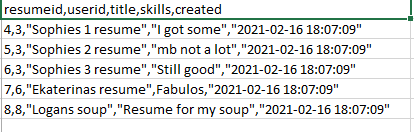 resumeid,userid,title,skills,created
4,3,"Sophies 1 resume","I got some","2021-02-16 18:07:09"
5,3,"Sophies 2 resume","mb not a lot","2021-02-16 18:07:09"
6,3,"Sophies 3 resume","Still good","2021-02-16 18:07:09"
7,6,"Ekaterinas resume",Fabulos,"2021-02-16 18:07:09"
8,8,"Logans soup","Resume for my soup","2021-02-16 18:07:09"